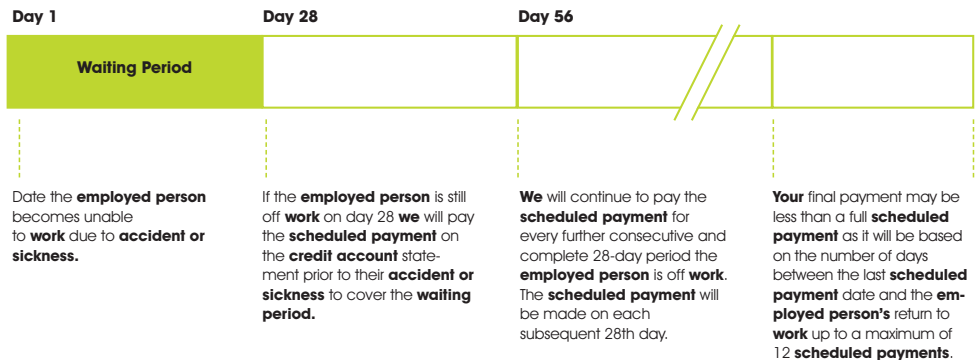 Day 1
Day 28
Day 56
Waiting Period
Date the employed person
becomes unable
to work due to accident or
sickness.
If the employed person is still
off work on day 28 we will pay
the scheduled payment on
the credit account state-
ment prior to their accident or
sickness to cover the waiting
period.
We will continue to pay the
scheduled payment for
every further consecutive and
complete 28-day period the
employed person is off work.
The scheduled payment will
be made on each
subsequent 28th day.
Your final payment may be
less than a full scheduled
payment as it will be based
on the number of days
between the last scheduled
payment date and the em-
ployed person's return to
work up to a maximum of
12 scheduled payments.